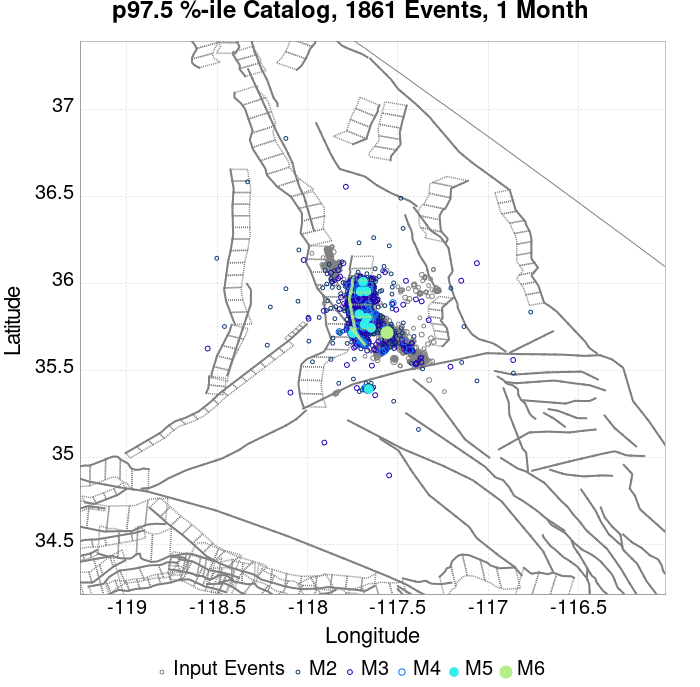 p97.5 %-ile Catalog, 1861 Events, 1 Month
37
36.5
36
35.5
35
34.5
Latitude
-119
-118.5
-118
-117.5
-117
-116.5
Longitude
Input Events
M2
M3
M4
M5
M6